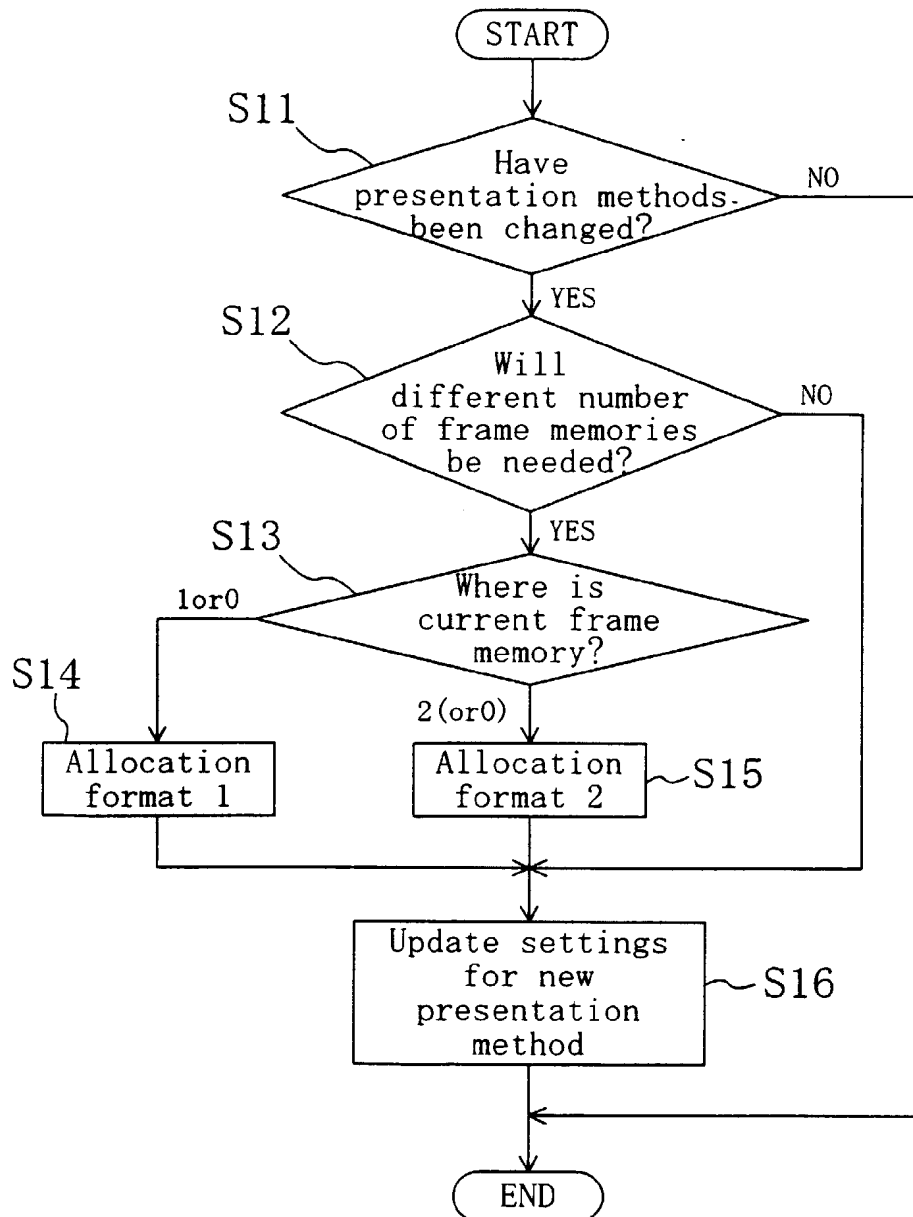 START
S11
Have
presentation methods
been changed?
NO
YES
S12
Will
different number
of frame memories
be needed?
NO
YES
S13
Where is
current frame
memory?
1or0
2(or0)
S14
Allocation
format 1
Allocation
format 2
S15
Update settings
for new
presentation
method
S16
END